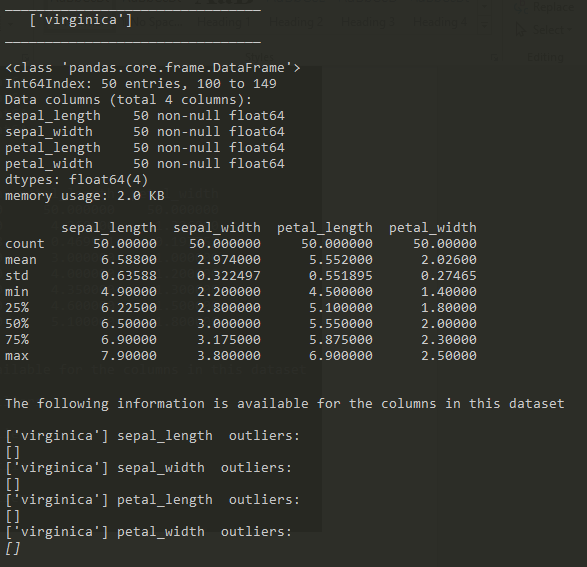 ['virginica']
<class 'pandas.core.frame.DataFrame'>
Int64Index: 50 entries, 100 to 149
Data columns (total 4 columns):
sepal_length    50 non-null float64
sepal_width     50 non-null float64
petal_length    50 non-null float64
petal_width     50 non-null float64
dtypes: float64(4)
memory usage: 2.0 KB
       sepal_length  sepal_width  petal_length  petal_width
count      50.00000    50.000000     50.000000     50.00000
mean        6.58800     2.974000      5.552000      2.02600
std         0.63588     0.322497      0.551895      0.27465
min         4.90000     2.200000      4.500000      1.40000
25%         6.22500     2.800000      5.100000      1.80000
50%         6.50000     3.000000      5.550000      2.00000
75%         6.90000     3.175000      5.875000      2.30000
max         7.90000     3.800000      6.900000      2.50000
The following information is available for the columns in this dataset
['virginica'] sepal_length  outliers:
[]
['virginica'] sepal_width  outliers:
[]
['virginica'] petal_length  outliers:
[]
['virginica'] petal_width  outliers:
[]